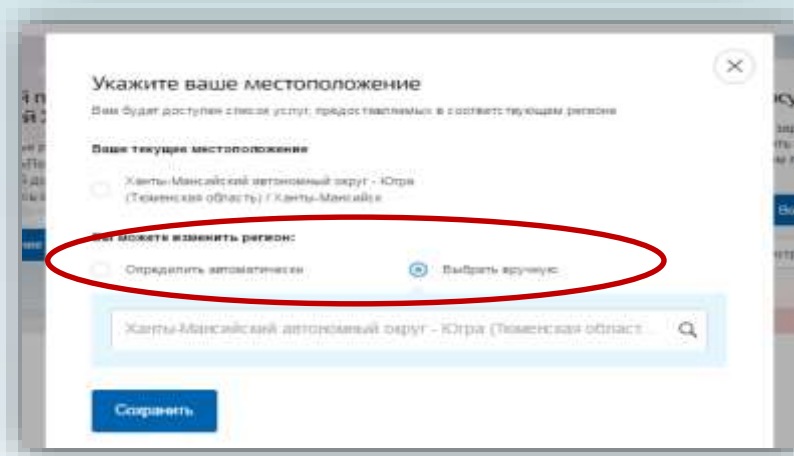 Укажите ваше местоположение
Вам будет доступен список услуг, предоставляемых в соответствующем регионе
Ваше текущее местоположение
Ханты-Мансийский автономный округ - Югра
(Тюменская область) / Ханты-Мансийск
Вы можете изменить регион:
Определить автоматически
Выбрать вручную
Ханты-Мансийский автономный округ - Югра (Тюменская област...
Сохранить